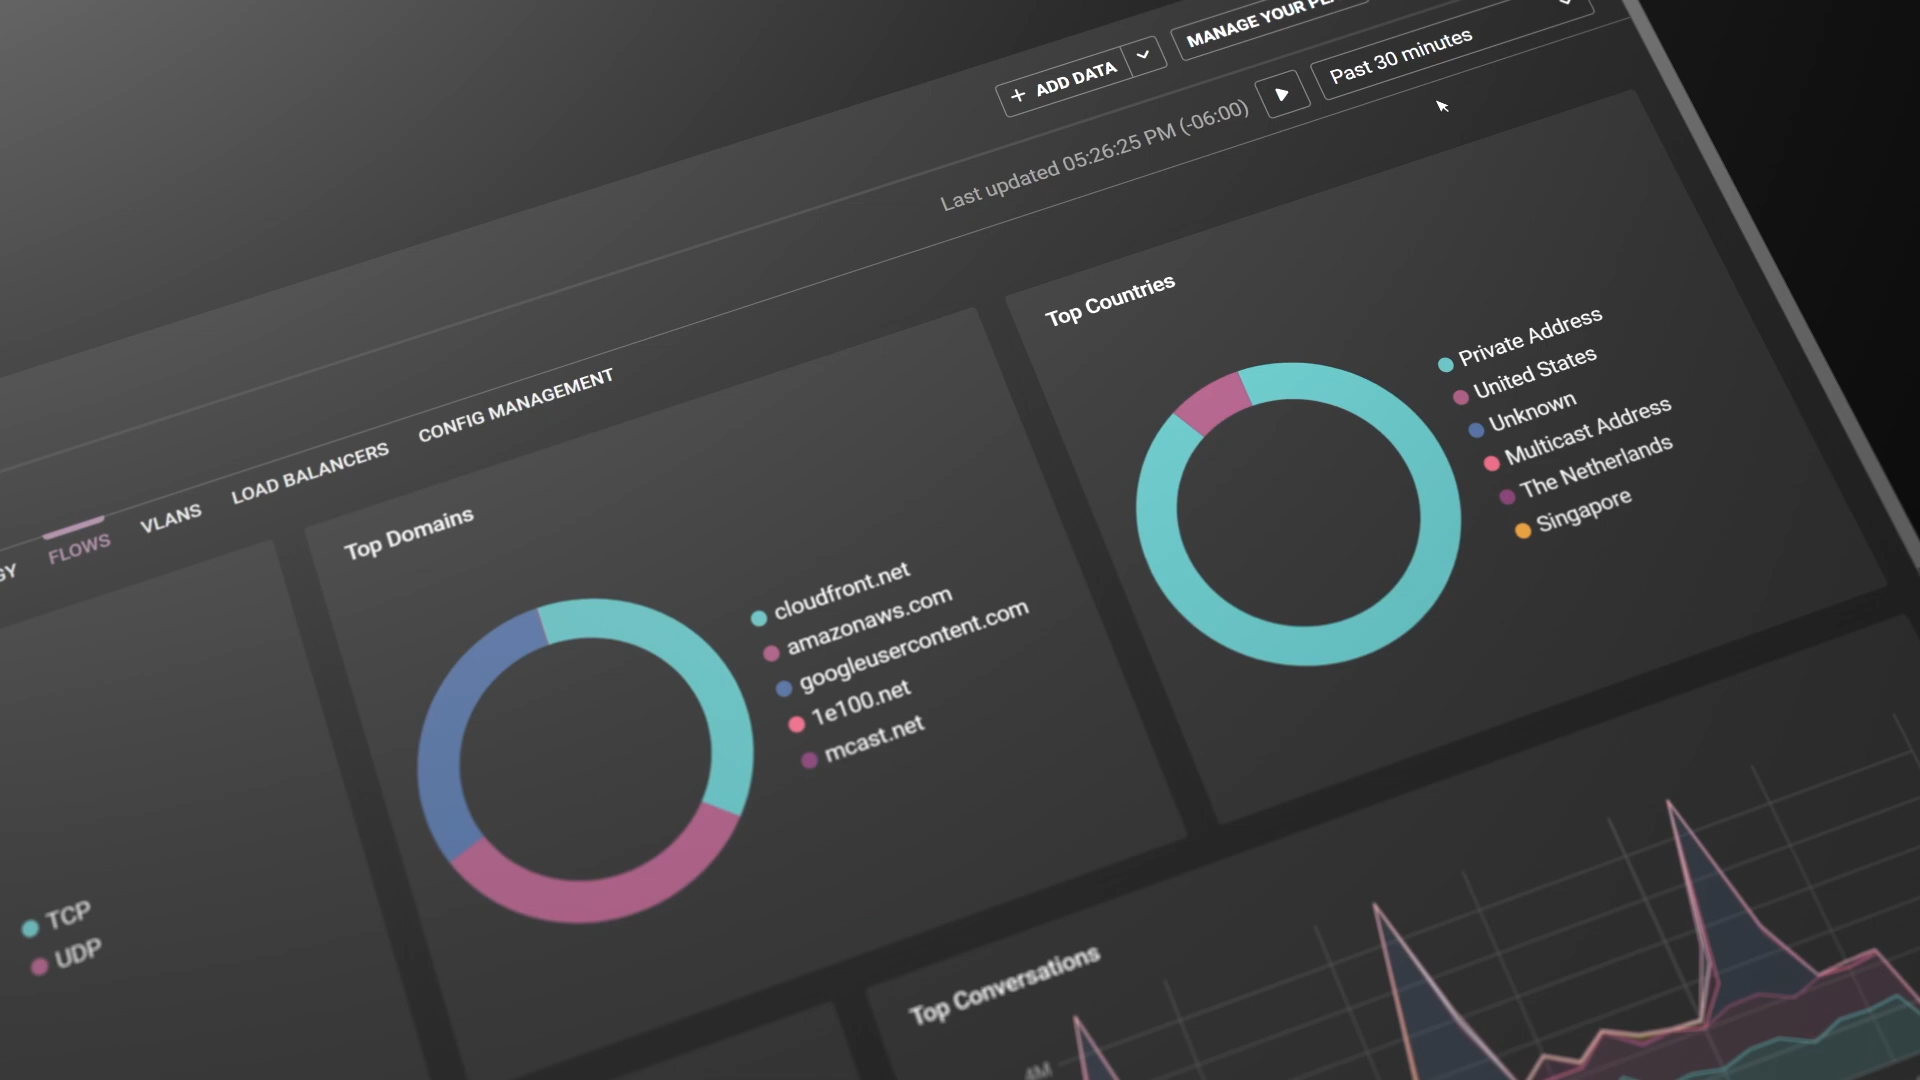 + ADD DATA
MANAGE YOUR
Last updated 05:26:25 PM (-06:00)
Past 30 minutes
FLOWS
VLANS
LOAD BALANCERS
CONFIG MANAGEMENT
Top Domains
cloudfront.net
amazonaws.com
googleusercontent.com
1e100.net
mcast.net
Top Countries
Private Address
United States
Unknown
Multicast Address
The Netherlands
Singapore
TCP
UDP
Top Conversations
4M